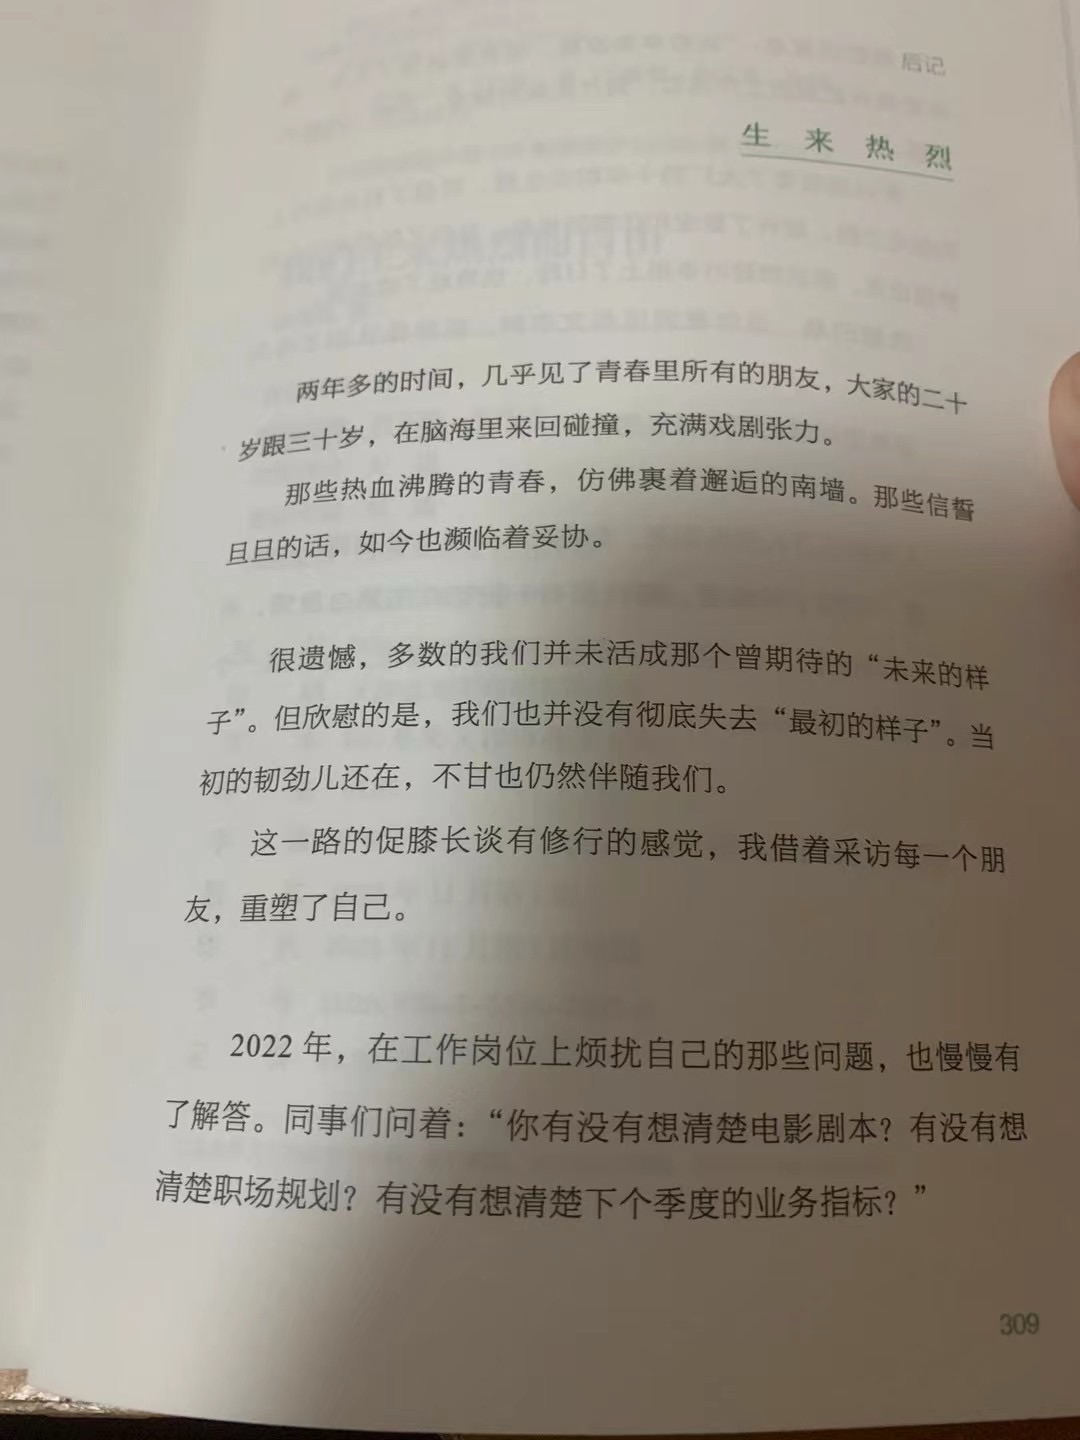 后记
生来热烈
两年多的时间，几乎见了青春里所有的朋友，大家的二十
岁跟三十岁，在脑海里来回碰撞，充满戏剧张力。
那些热血沸腾的青春，仿佛裹着邂逅的南墙。那些信誓
旦旦的话，如今也濒临着妥协。
很遗憾，多数的我们并未活成那个曾期待的“未来的样
子”。但欣慰的是，我们也并没有彻底失去“最初的样子”。当
初的韧劲儿还在，不甘也仍然伴随我们。
这一路的促膝长谈有修行的感觉，我借着采访每一个朋
友，重塑了自己。
2022 年，在工作岗位上烦扰自己的那些问题，也慢慢有
了解答。同事们问着：“你有没有想清楚电影剧本？有没有想
清楚职场规划？有没有想清楚下个季度的业务指标？”
309